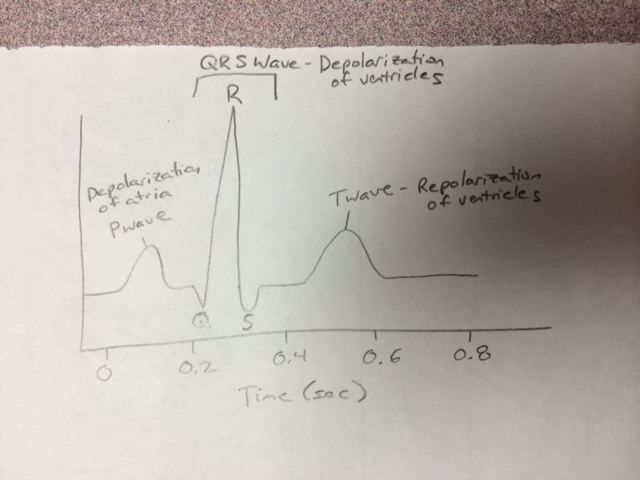 QRS Wave - Depolarization
of ventricles
R
Depolarization
of atria
P wave
T wave - Repolarization
of ventricles
Q
S
0
0.2
0.4
0.6
0.8
Time (sec)